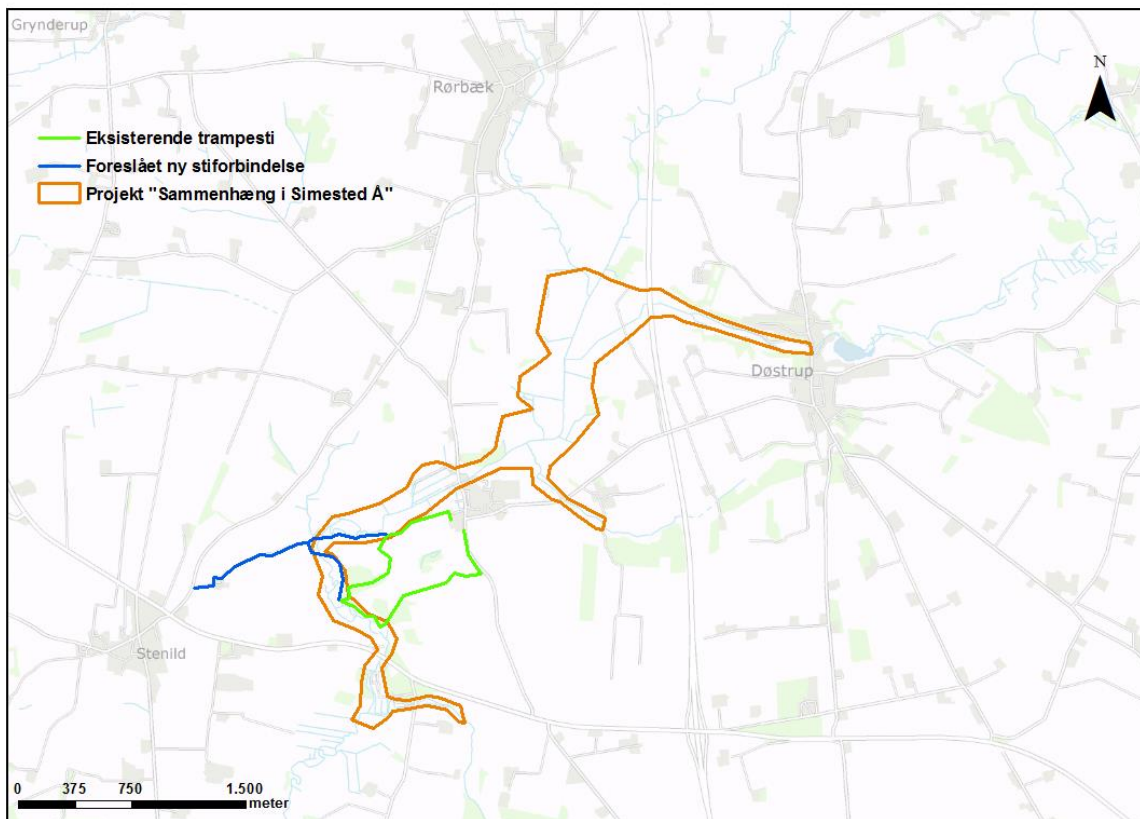 Grynderup
Rørbæk
N
Eksisterende trampesti
Foreslået ny stiforbindelse
Projekt "Sammenhæng i Simested Å"
Døstrup
Stenild
0 375 750 1.500
meter